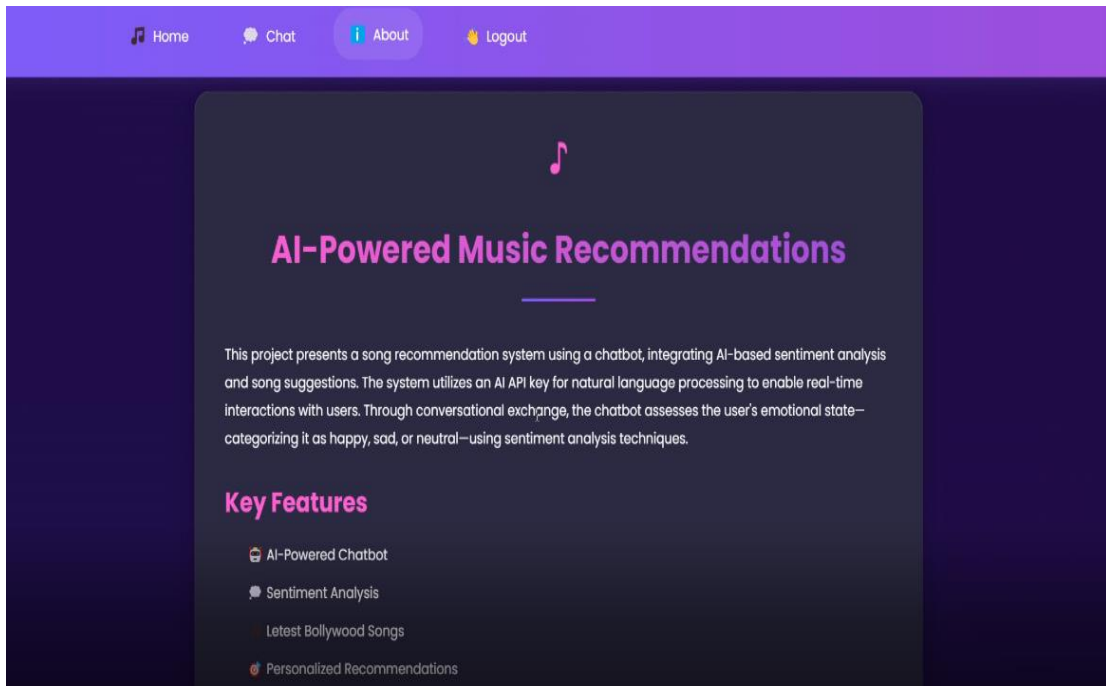 Home
Chat
About
Logout
AI-Powered Music Recommendations
This project presents a song recommendation system using a chatbot, integrating AI-based sentiment analysis
and song suggestions. The system utilizes an AI API key for natural language processing to enable real-time
interactions with users. Through conversational exchange, the chatbot assesses the user's emotional state—
categorizing it as happy, sad, or neutral—using sentiment analysis techniques.
Key Features
AI-Powered Chatbot
Sentiment Analysis
Letest Bollywood Songs
Personalized Recommendations